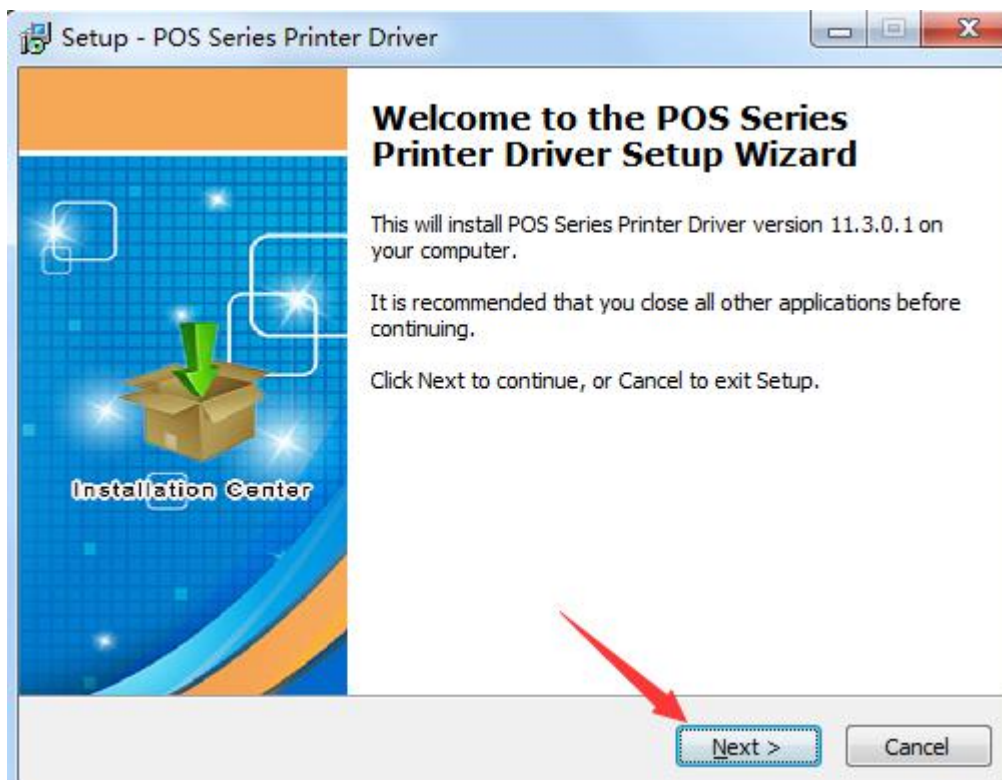 Setup - POS Series Printer Driver
Welcome to the POS Series
Printer Driver Setup Wizard
This will install POS Series Printer Driver version 11.3.0.1 on
your computer.
It is recommended that you close all other applications before
continuing.
Click Next to continue, or Cancel to exit Setup.
Installation Center
Next >
Cancel